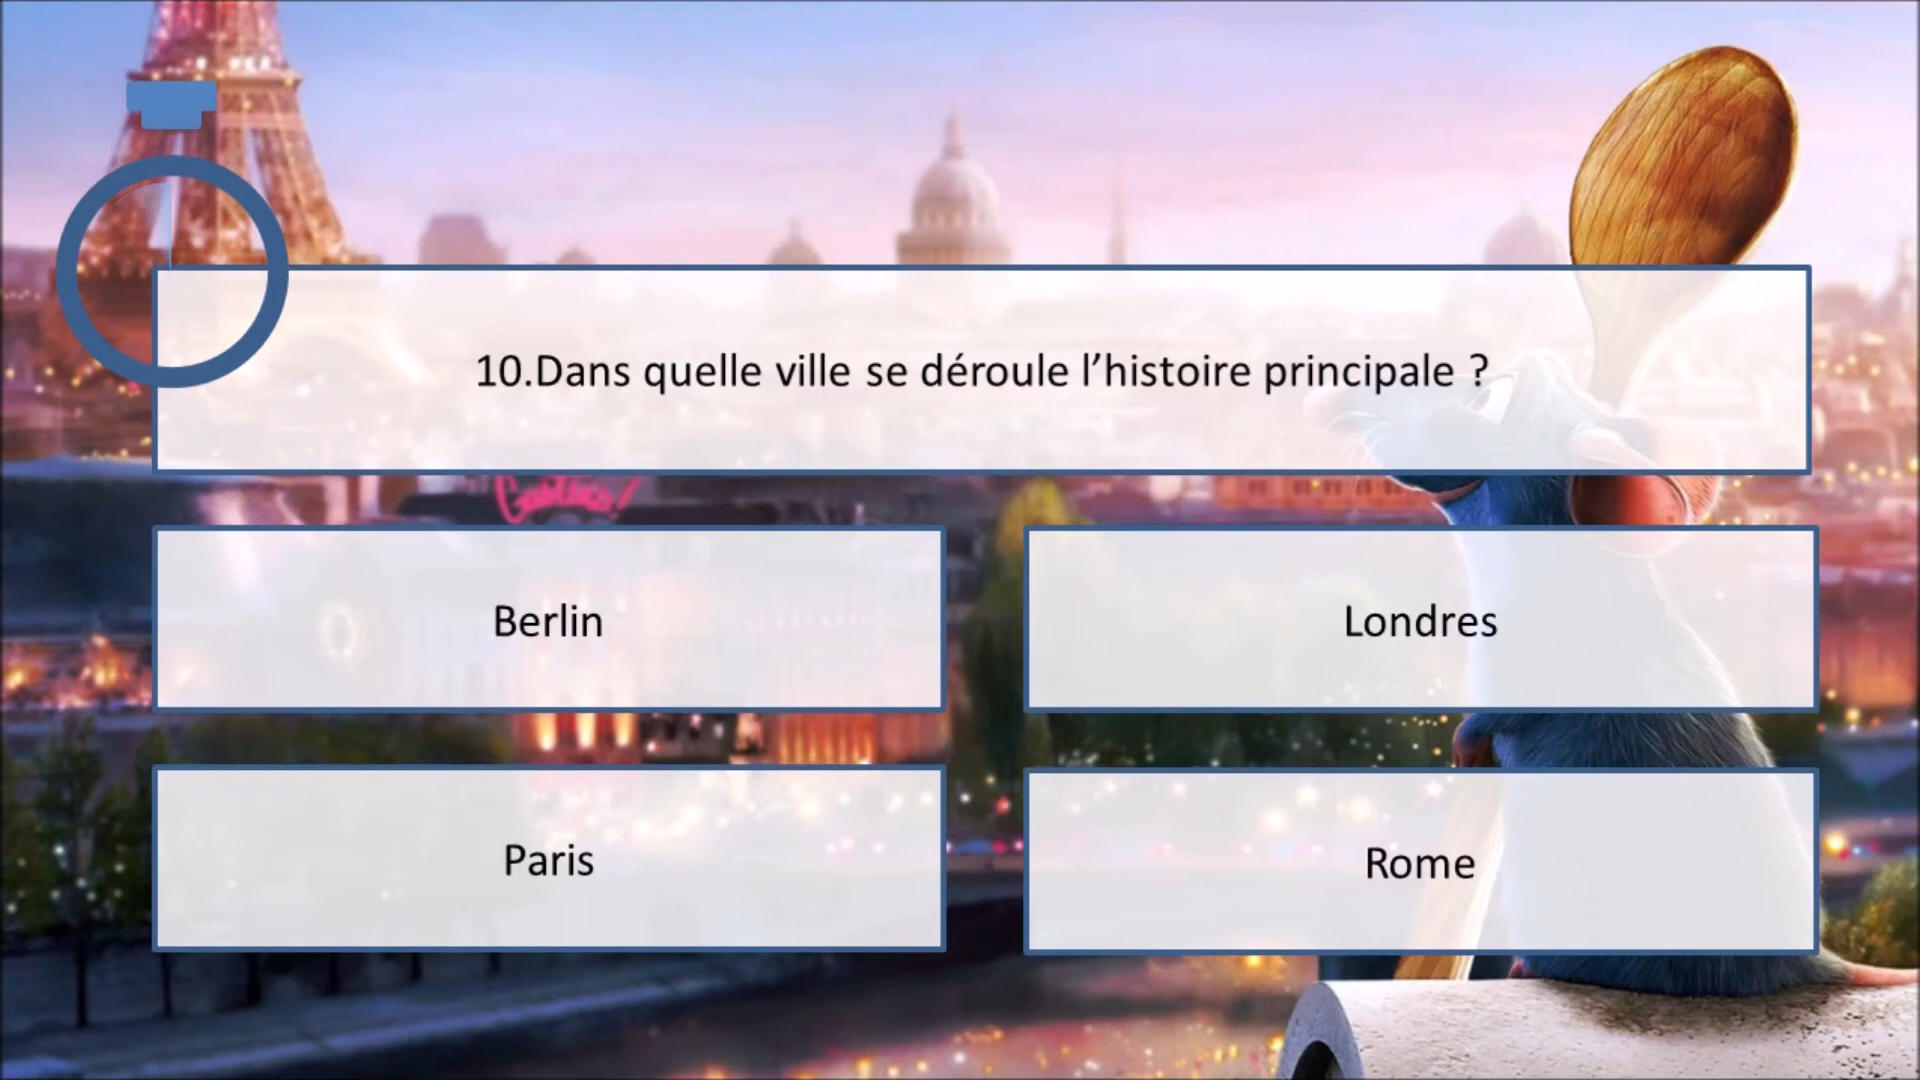 10.Dans quelle ville se déroule l’histoire principale ?
Berlin
Londres
Paris
Rome